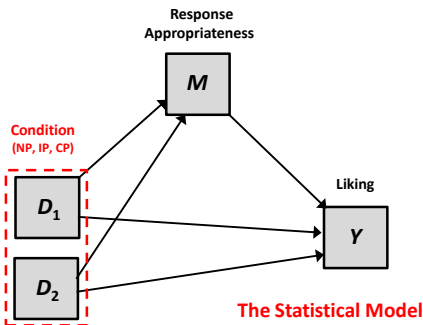 Response
Appropriateness
M
Condition
(NP, IP, CP)
Liking
D1
Y
D2
The Statistical Model